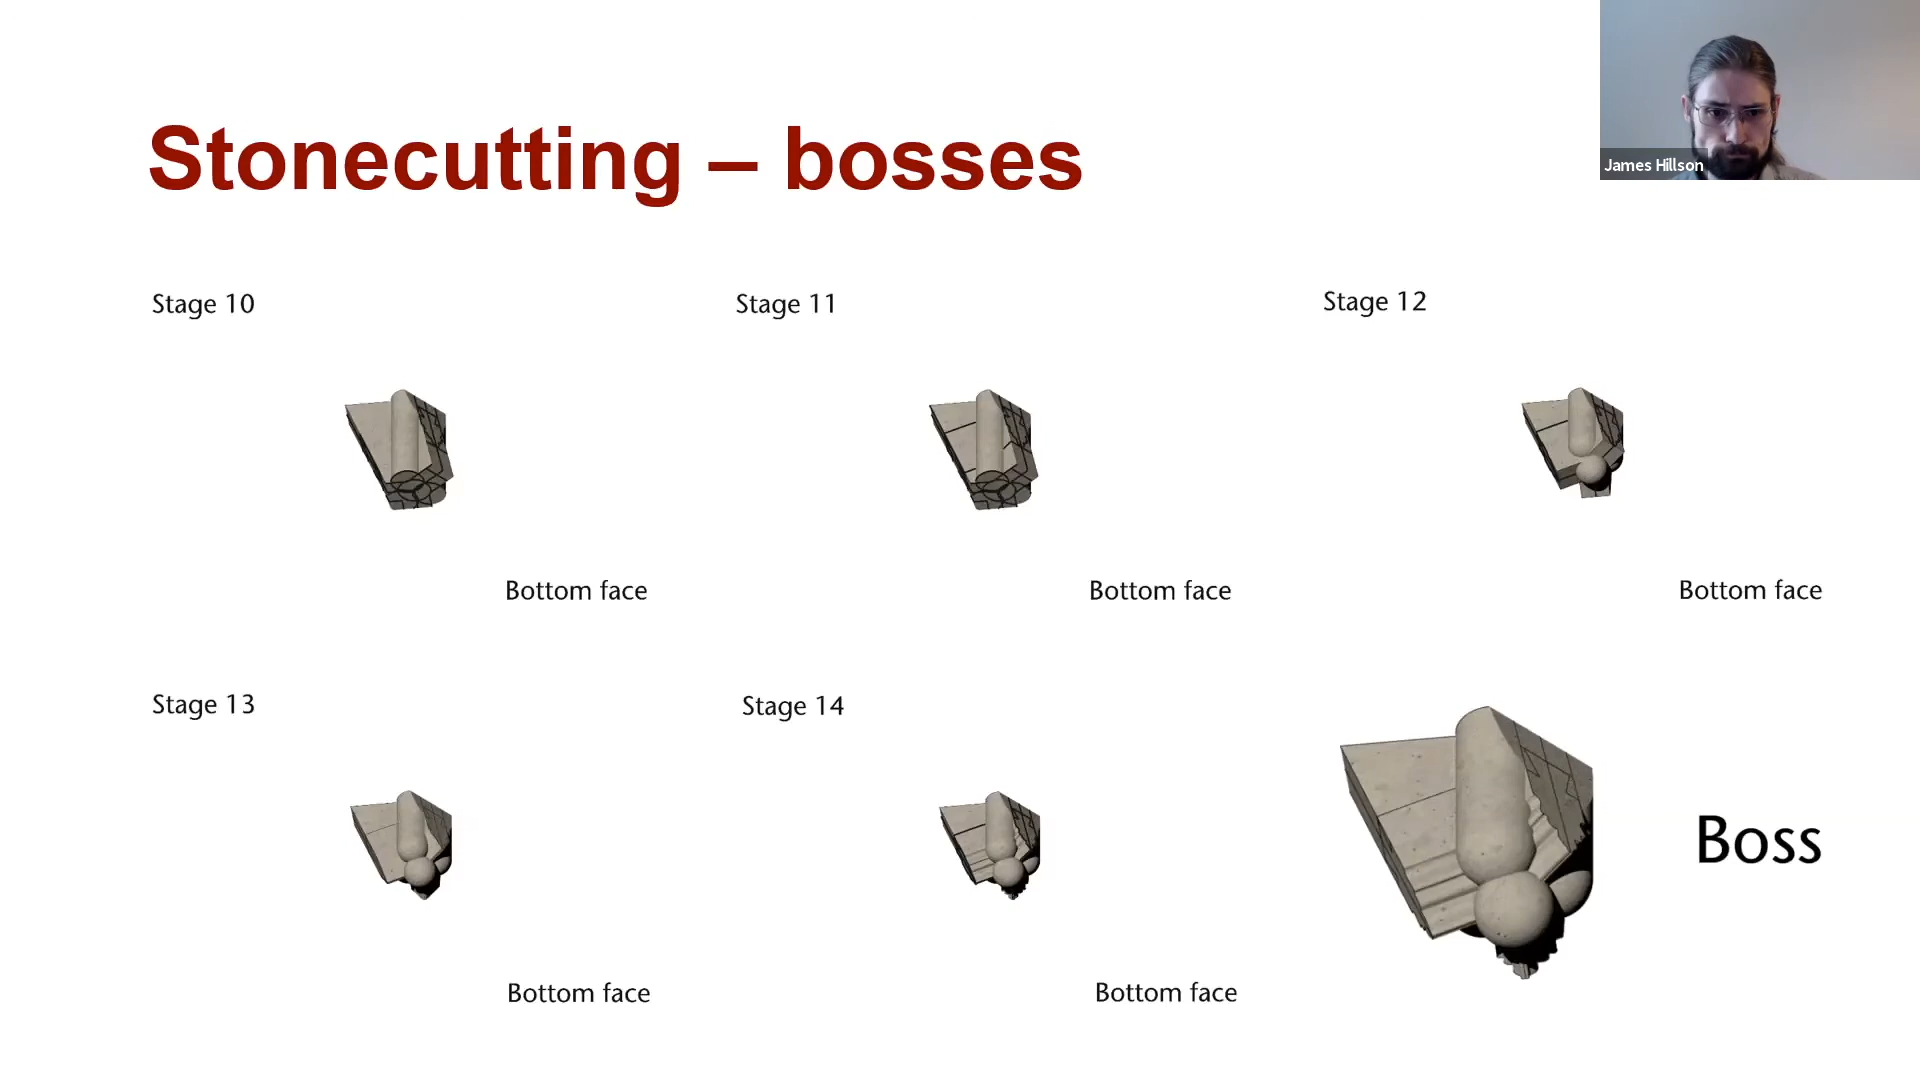 James Hillson
Stonecutting – bosses
Stage 10
Stage 11
Stage 12
Bottom face
Bottom face
Bottom face
Stage 13
Stage 14
Boss
Bottom face
Bottom face